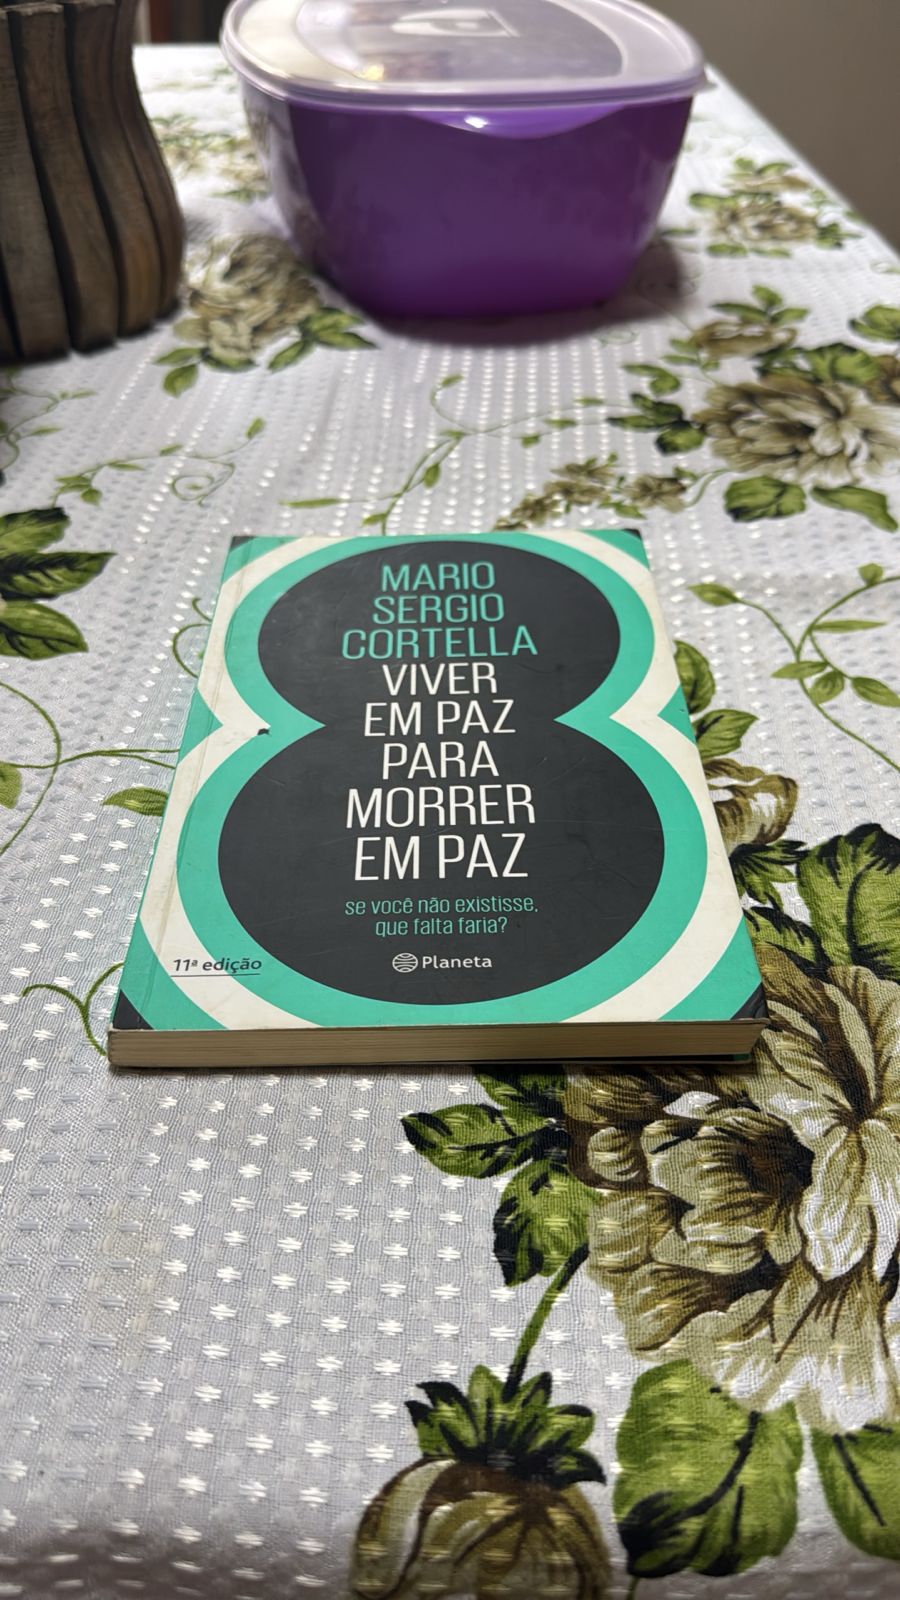 MARIO
SERGIO
CORTELLA
VIVER
EM PAZ
PARA
MORRER
EM PAZ
se você não existisse,
que falta faria?
11ª edição
Planeta